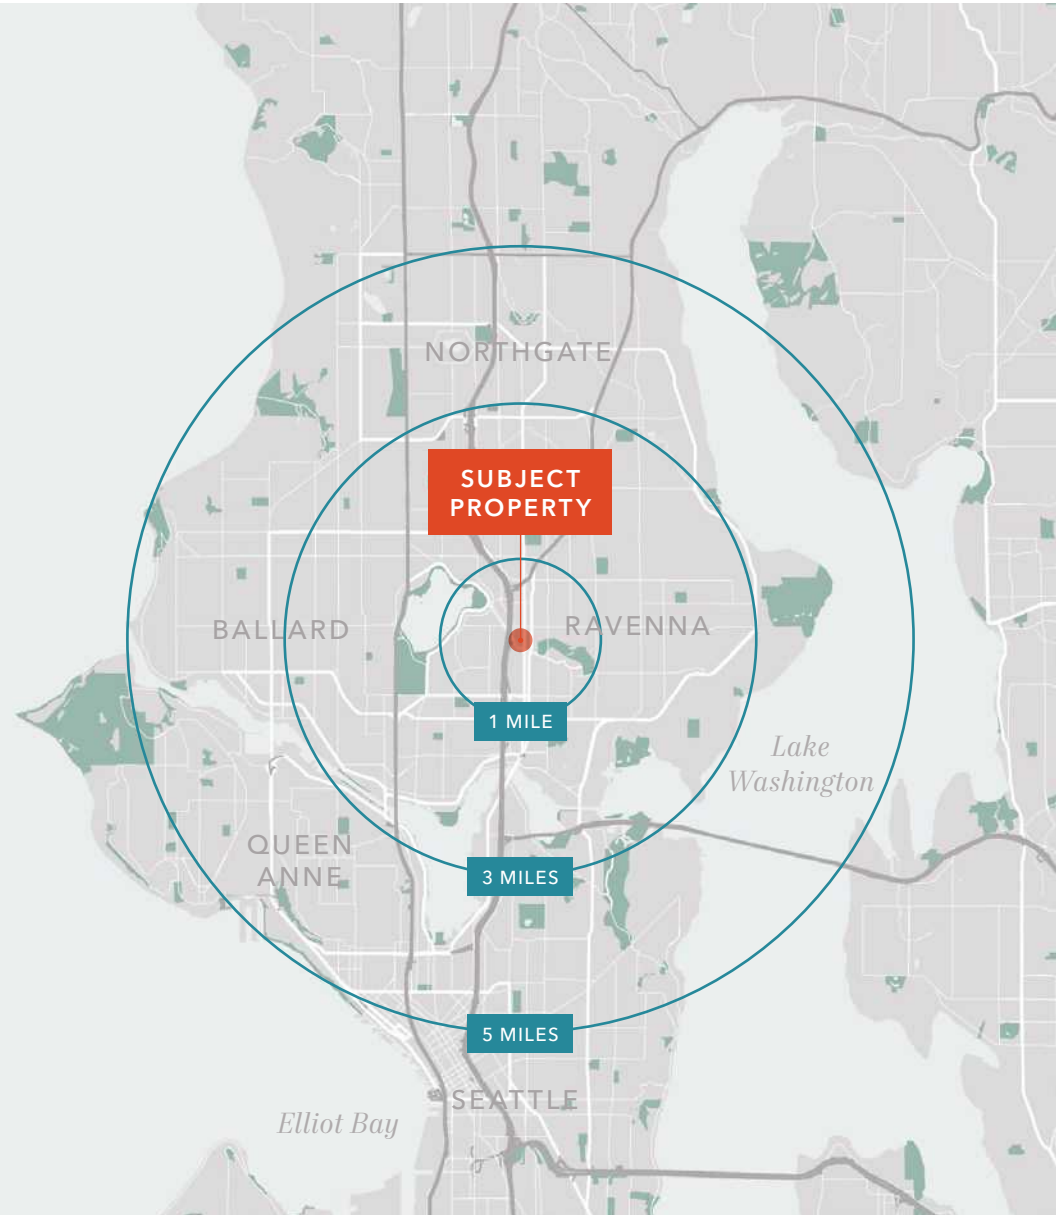 NORTHGATE
SUBJECT
PROPERTY
BALLARD
RAVENNA
1 MILE
Lake
Washington
QUEEN
ANNE
3 MILES
5 MILES
SEATTLE
Elliot Bay